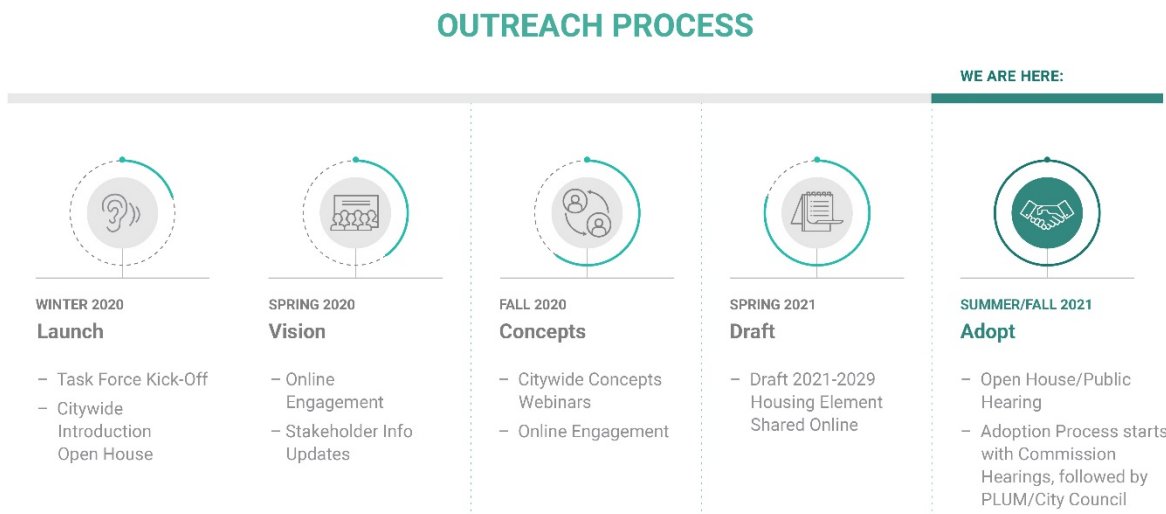 OUTREACH PROCESS
WE ARE HERE:
WINTER 2020
Launch
– Task Force Kick-Off
– Citywide
Introduction
Open House
SPRING 2020
Vision
– Online
Engagement
– Stakeholder Info
Updates
FALL 2020
Concepts
– Citywide Concepts
Webinars
– Online Engagement
SPRING 2021
Draft
– Draft 2021-2029
Housing Element
Shared Online
SUMMER/FALL 2021
Adopt
– Open House/Public
Hearing
– Adoption Process starts
with Commission
Hearings, followed by
PLUM/City Council